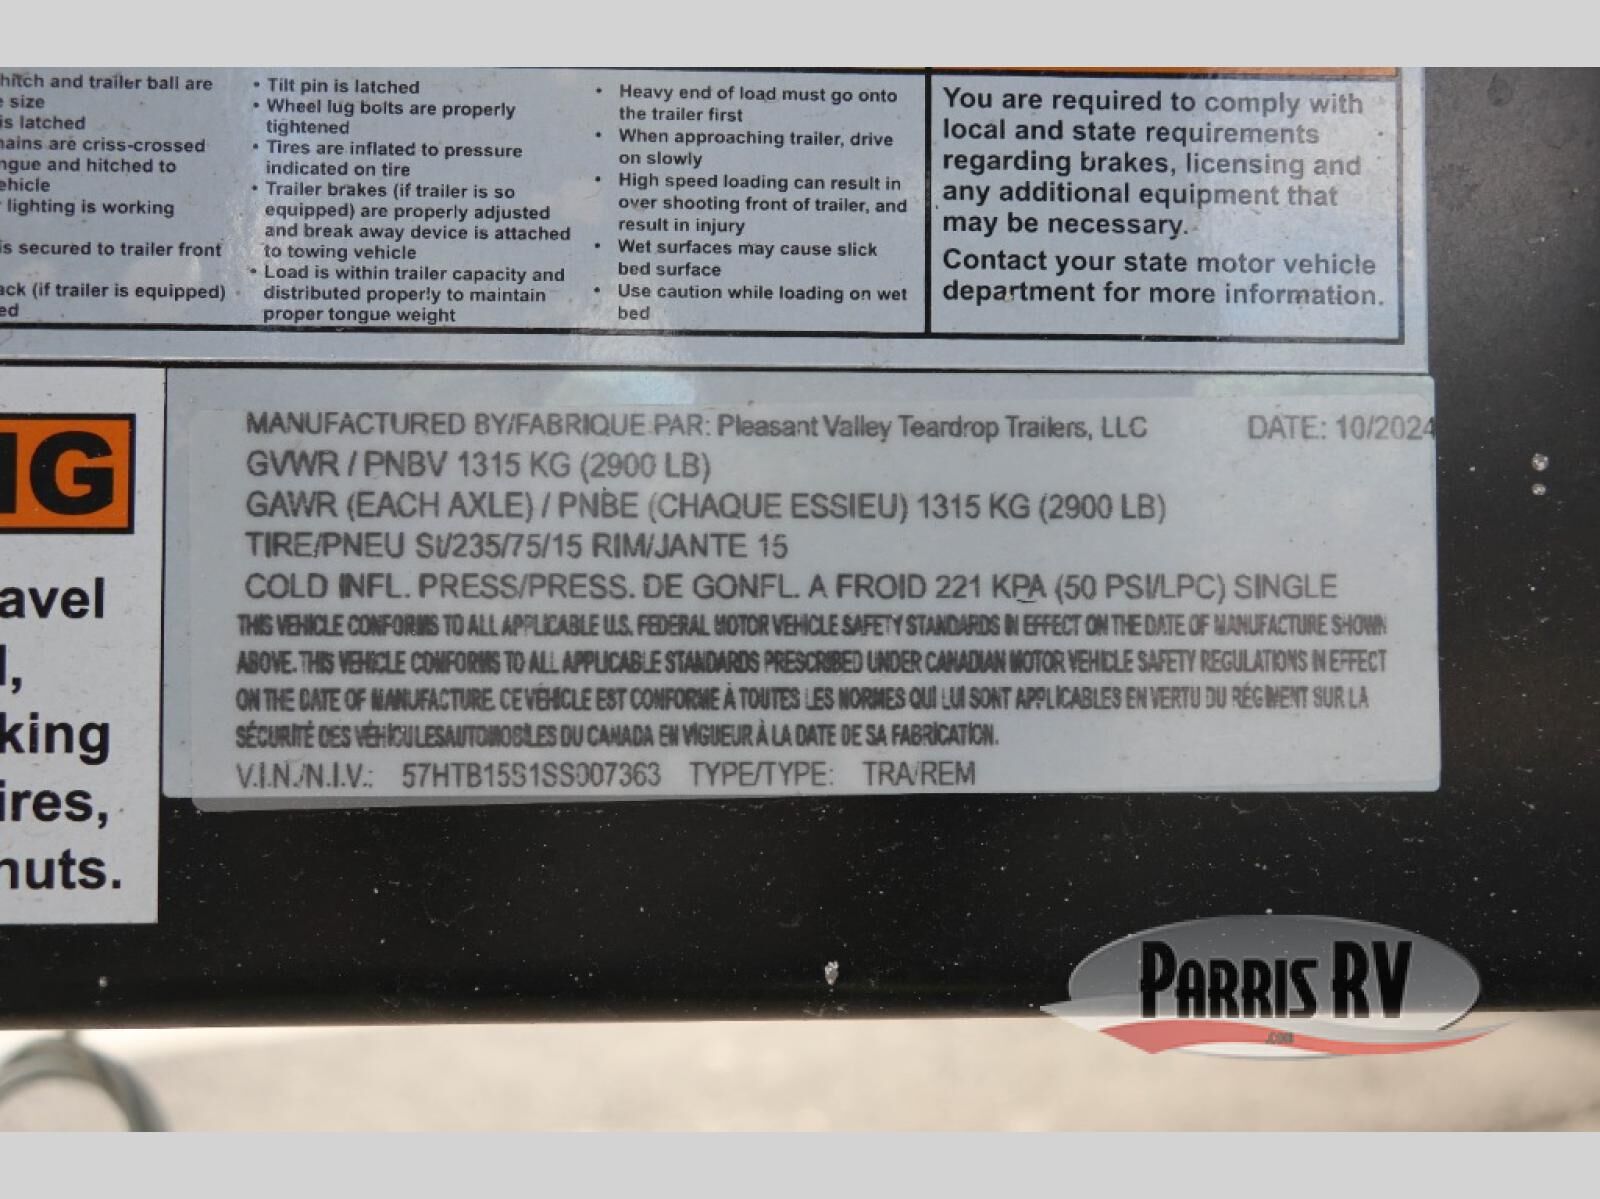 hitch and trailer ball are
size
is latched
are criss-crossed
and hitched to
lighting is working
is secured to trailer front
(if trailer is equipped)
• Tilt pin is latched
• Wheel lug bolts are properly
tightened
• Tires are inflated to pressure
indicated on tire
• Trailer brakes (if trailer is so
equipped) are properly adjusted
and break away device is attached
to towing vehicle
• Load is within trailer capacity and
distributed properly to maintain
proper tongue weight
• Heavy end of load must go onto
the trailer first
• When approaching trailer, drive
on slowly
• High speed loading can result in
over shooting front of trailer, and
result in injury
• Wet surfaces may cause slick
bed surface
• Use caution while loading on wet
bed
You are required to comply with
local and state requirements
regarding brakes, licensing and
any additional equipment that
may be necessary.
Contact your state motor vehicle
department for more information.
NG
avel
king
ires,
nuts.
MANUFACTURED BY/FABRIQUE PAR: Pleasant Valley Teardrop Trailers, LLC DATE: 10/2024
GVWR / PNBV 1315 KG (2900 LB)
GAWR (EACH AXLE) / PNBE (CHAQUE ESSIEU) 1315 KG (2900 LB)
TIRE/PNEU St/235/75/15 RIM/JANTE 15
COLD INFL. PRESS/PRESS. DE GONFL. A FROID 221 KPA (50 PSI/LPC) SINGLE
THIS VEHICLE CONFORMS TO ALL APPLICABLE U.S. FEDERAL MOTOR VEHICLE SAFETY STANDARDS IN EFFECT ON THE DATE OF MANUFACTURE SHOWN
ABOVE. THIS VEHICLE CONFORMS TO ALL APPLICABLE STANDARDS PRESCRIBED UNDER CANADIAN MOTOR VEHICLE SAFETY REGULATIONS IN EFFECT
ON THE DATE OF MANUFACTURE. CE VÉHICLE EST CONFORME À TOUTES LES NORMES QUI LUI SONT APPLICABLES EN VERTU DU RÉGIMENT SUR LA
SÉCURITÉ DES VÉHICULESAUTOMOBILES DU CANADA EN VIGUEUR À LA DATE DE SA FABRICATION.
V.I.N./N.I.V.: 57HTB15S1SS007363 TYPE/TYPE: TRA/REM
PARRIS RV
.COM